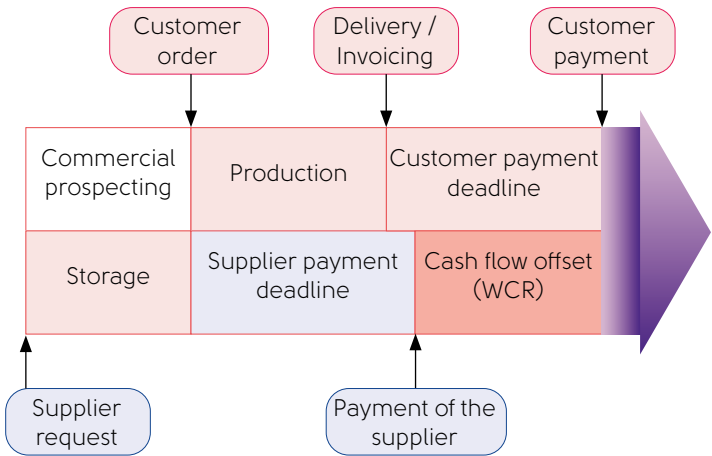 Customer
order
Delivery /
Invoicing
Customer
payment
Commercial
prospecting
Production
Customer payment
deadline
Storage
Supplier payment
deadline
Cash flow offset
(WCR)
Supplier
request
Payment of the
supplier